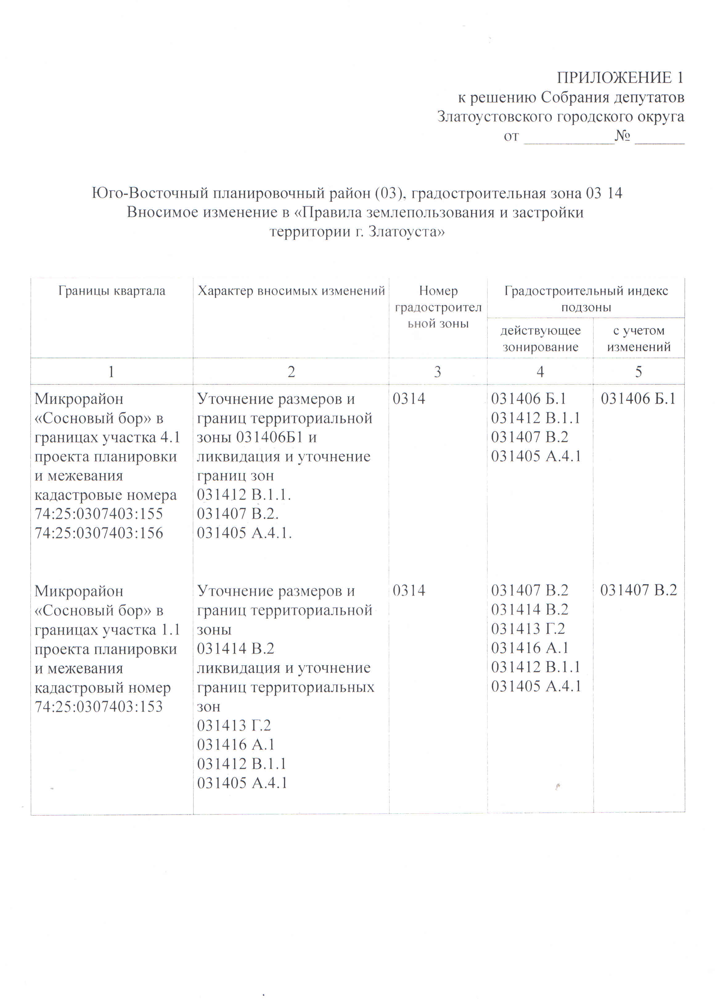 ПРИЛОЖЕНИЕ 1
к решению Собрания депутатов
Златоустовского городского округа
от ___________№ ______
Юго-Восточный планировочный район (03), градостроительная зона 03 14
Вносимое изменение в «Правила землепользования и застройки
территории г. Златоуста»
Границы квартала
Характер вносимых изменений
Номер
градостроител
ьной зоны
Градостроительный индекс
подзоны
действующее
зонирование
с учетом
изменений
1
2
3
4
5
Микрорайон
«Сосновый бор» в
границах участка 4.1
проекта планировки
и межевания
кадастровые номера
74:25:0307403:155
74:25:0307403:156
Уточнение размеров и
границ территориальной
зоны 031406Б1 и
ликвидация и уточнение
границ зон
031412 В.1.1.
031407 В.2.
031405 А.4.1.
0314
031406 Б.1
031412 В.1.1
031407 В.2
031405 А.4.1
031406 Б.1
Микрорайон
«Сосновый бор» в
границах участка 1.1
проекта планировки
и межевания
кадастровый номер
74:25:0307403:153
Уточнение размеров и
границ территориальной
зоны
031414 В.2
ликвидация и уточнение
границ территориальных
зон
031413 Г.2
031416 А.1
031412 В.1.1
031405 А.4.1
0314
031407 В.2
031414 В.2
031413 Г.2
031416 А.1
031412 В.1.1
031405 А.4.1
031407 В.2